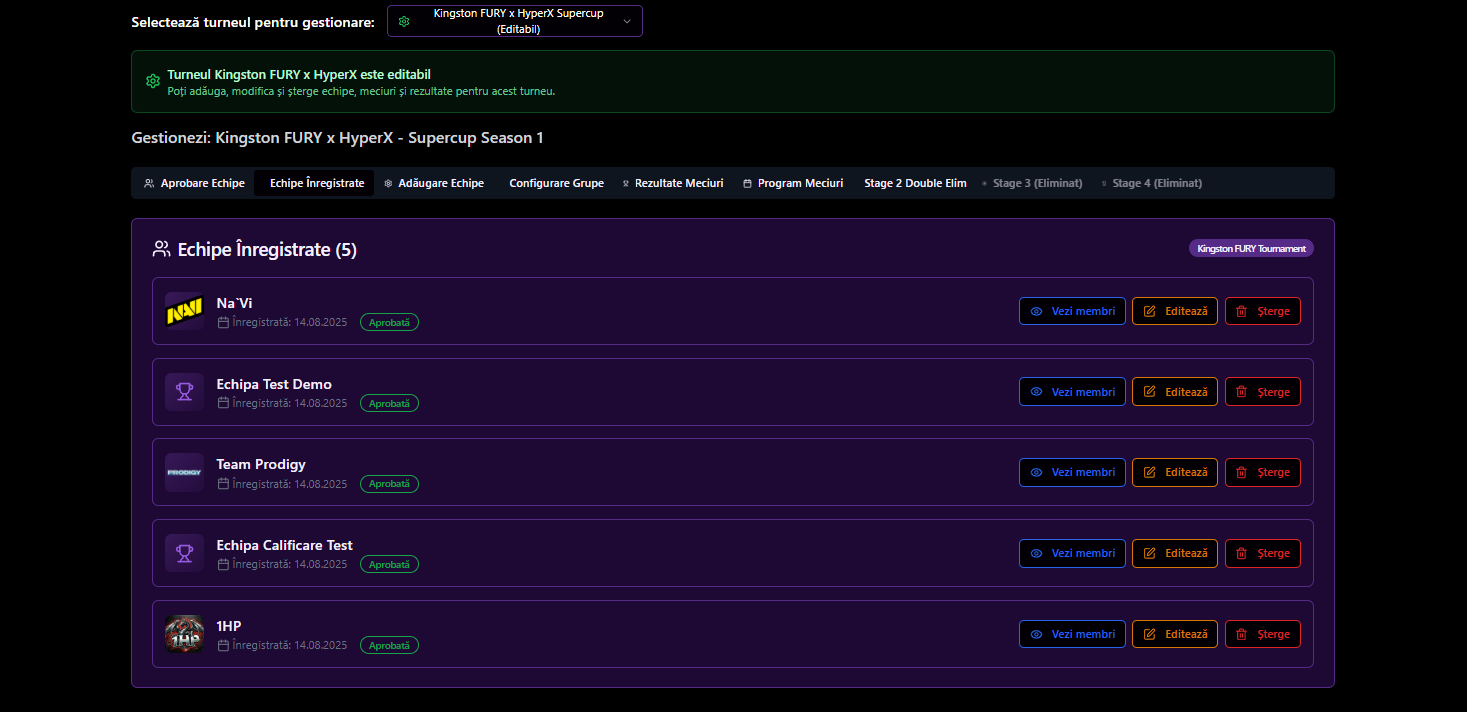 Selectează turneul pentru gestionare:
Kingston FURY x HyperX Supercup
(Editabil)
Turneul Kingston FURY x HyperX este editabil
Poți adăuga, modifica și șterge echipe, meciuri și rezultate pentru acest turneu.
Gestionezi: Kingston FURY x HyperX - Supercup Season 1
Aprobare Echipe Echipe Înregistrate Adăugare Echipe Configurare Grupe Rezultate Meciuri Program Meciuri Stage 2 Double Elim Stage 3 (Eliminat) Stage 4 (Eliminat)
Echipe Înregistrate (5) Kingston FURY Tournament
NAVI
Na`Vi
Înregistrată: 14.08.2025 Aprobată
Vezi membri Editează Șterge
Echipa Test Demo
Înregistrată: 14.08.2025 Aprobată
Vezi membri Editează Șterge
PRODIGY
Team Prodigy
Înregistrată: 14.08.2025 Aprobată
Vezi membri Editează Șterge
Echipa Calificare Test
Înregistrată: 14.08.2025 Aprobată
Vezi membri Editează Șterge
1HP
1HP
Înregistrată: 14.08.2025 Aprobată
Vezi membri Editează Șterge